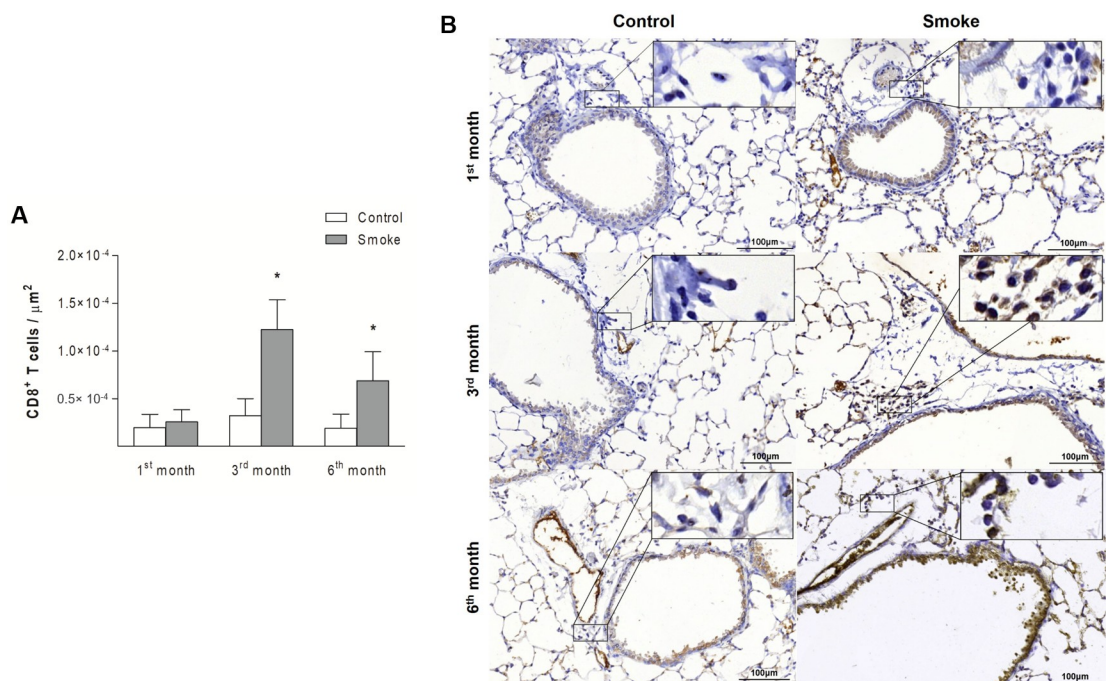 A
Control
Smoke
CD8⁺ T cells / μm²
2.0×10⁻⁴
1.5×10⁻⁴
1.0×10⁻⁴
0.5×10⁻⁴
*
*
1ˢᵗ month
3ʳᵈ month
6ᵗʰ month
B
Control
Smoke
1ˢᵗ month
100μm
100μm
3ʳᵈ month
100μm
100μm
6ᵗʰ month
100μm
100μm